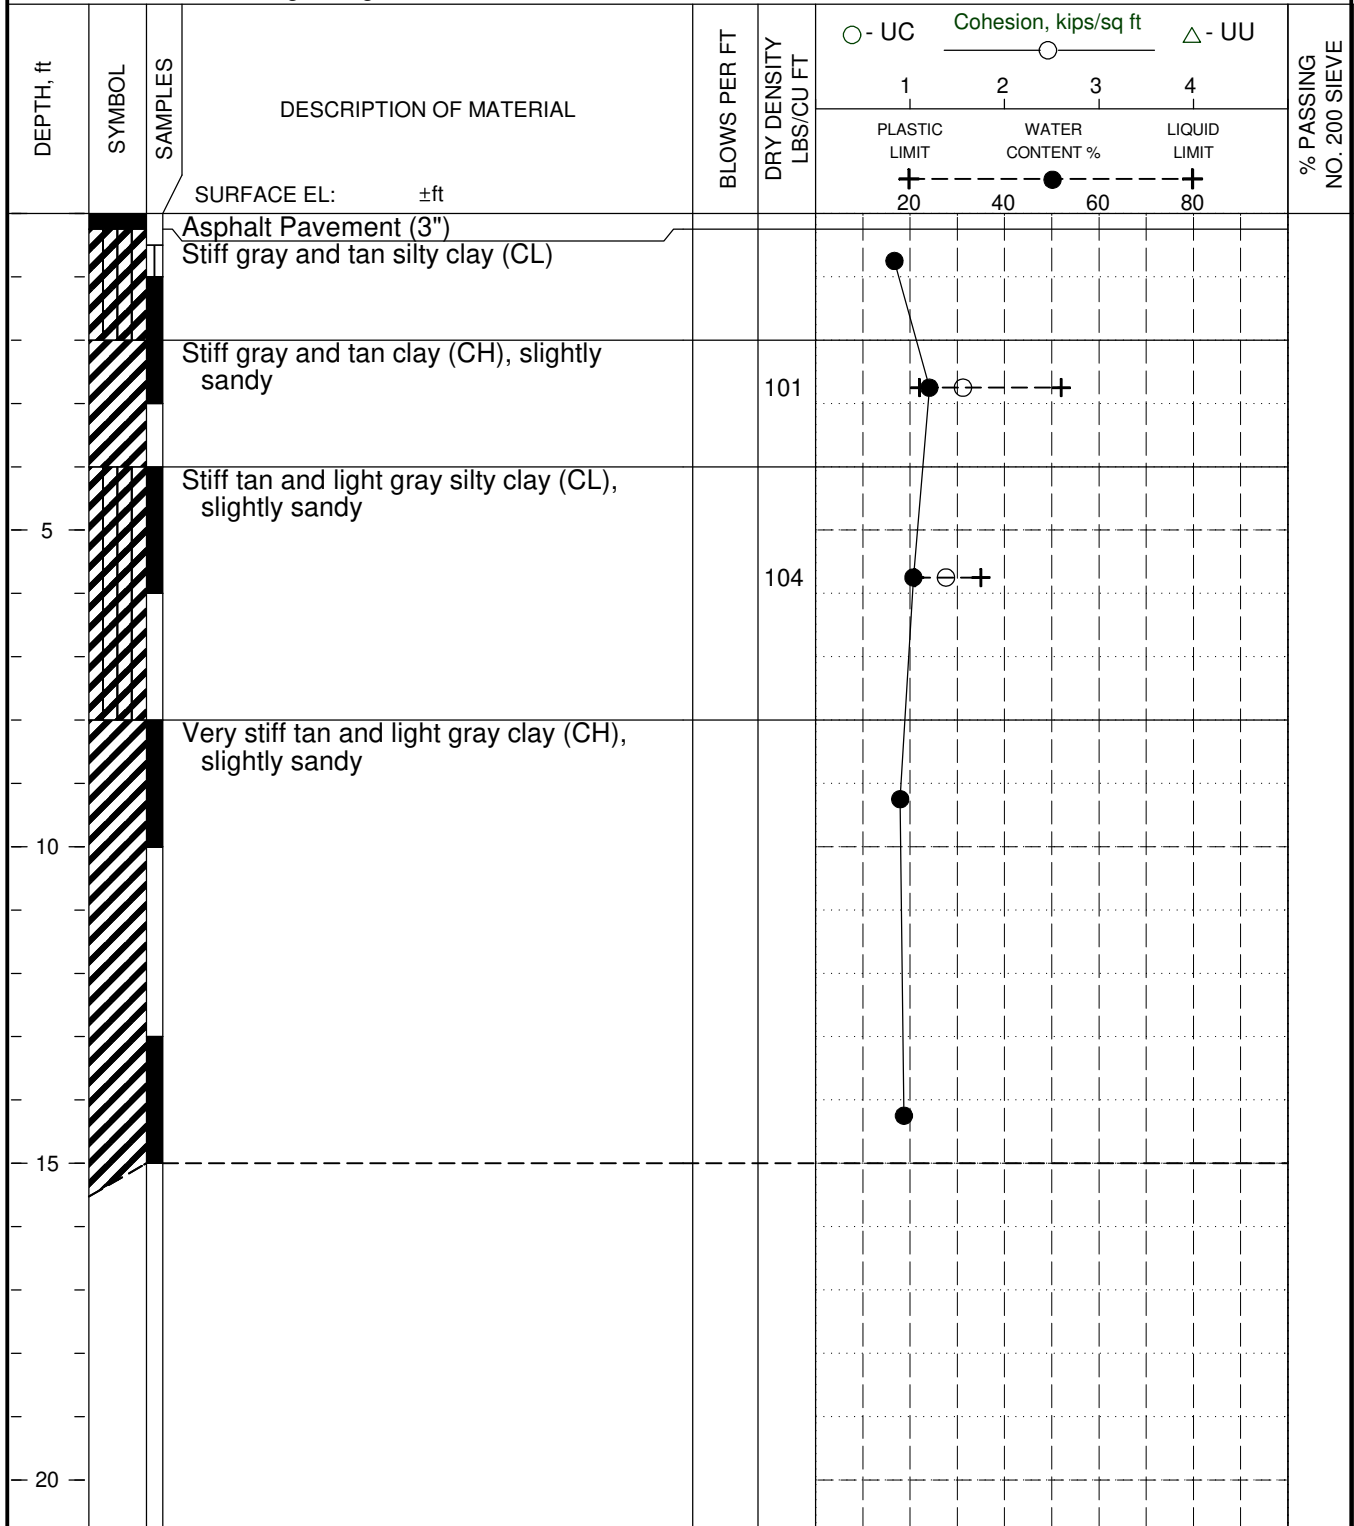 DEPTH, ft
SYMBOL
SAMPLES
DESCRIPTION OF MATERIAL
SURFACE EL: ±ft
BLOWS PER FT
DRY DENSITY
LBS/CU FT
- UC
Cohesion, kips/sq ft
- UU
1 2 3 4
PLASTIC
LIMIT
WATER
CONTENT %
LIQUID
LIMIT
20 40 60 80
% PASSING
NO. 200 SIEVE
Asphalt Pavement (3")
Stiff gray and tan silty clay (CL)
Stiff gray and tan clay (CH), slightly
sandy
101
Stiff tan and light gray silty clay (CL),
slightly sandy
5
104
Very stiff tan and light gray clay (CH),
slightly sandy
10
15
20